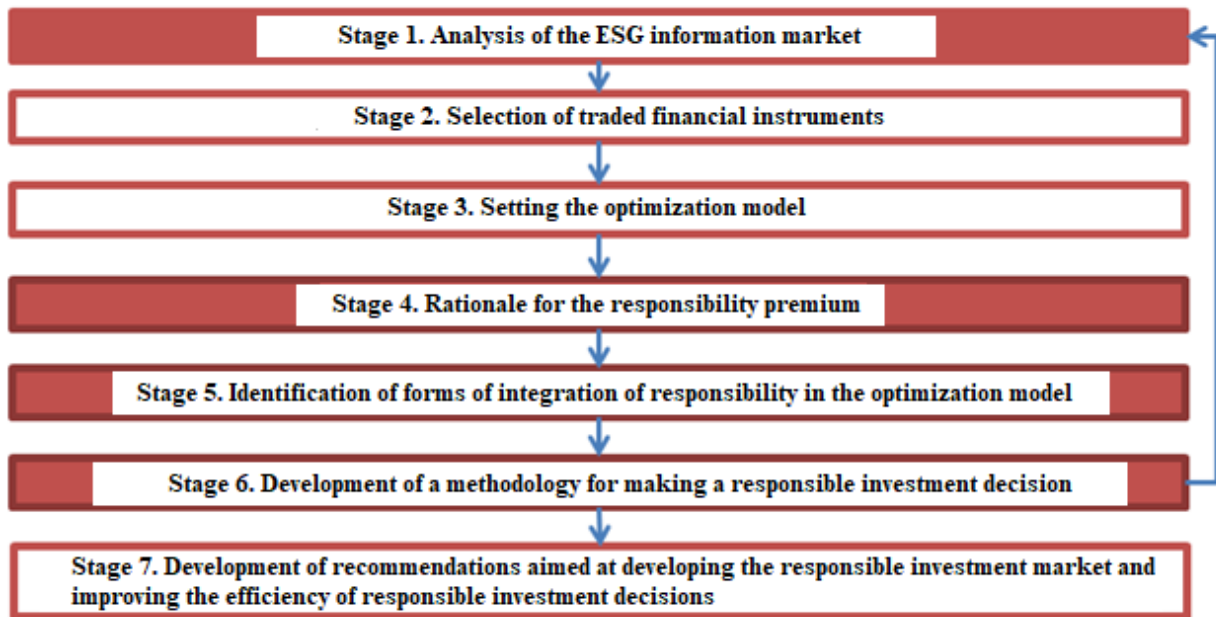 Stage 1. Analysis of the ESG information market
Stage 2. Selection of traded financial instruments
Stage 3. Setting the optimization model
Stage 4. Rationale for the responsibility premium
Stage 5. Identification of forms of integration of responsibility in the optimization model
Stage 6. Development of a methodology for making a responsible investment decision
Stage 7. Development of recommendations aimed at developing the responsible investment market and
improving the efficiency of responsible investment decisions